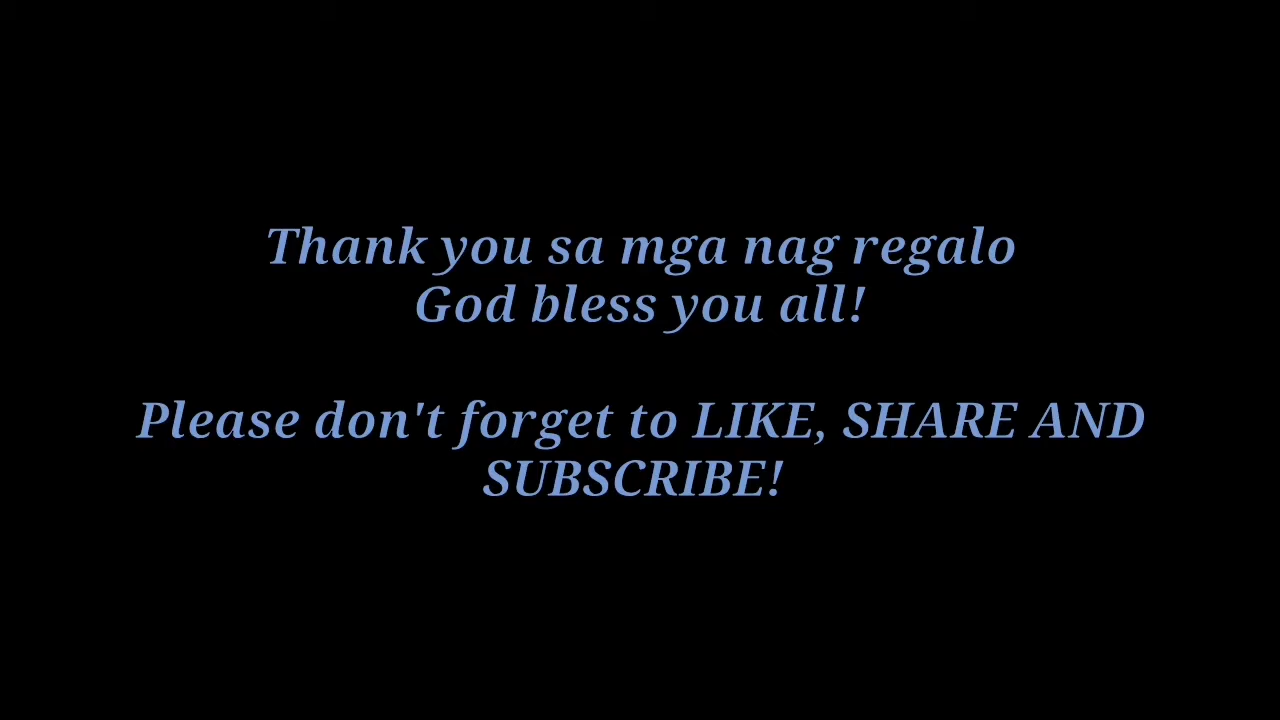 Thank you sa mga nag regalo
God bless you all!
Please don't forget to LIKE, SHARE AND
SUBSCRIBE!